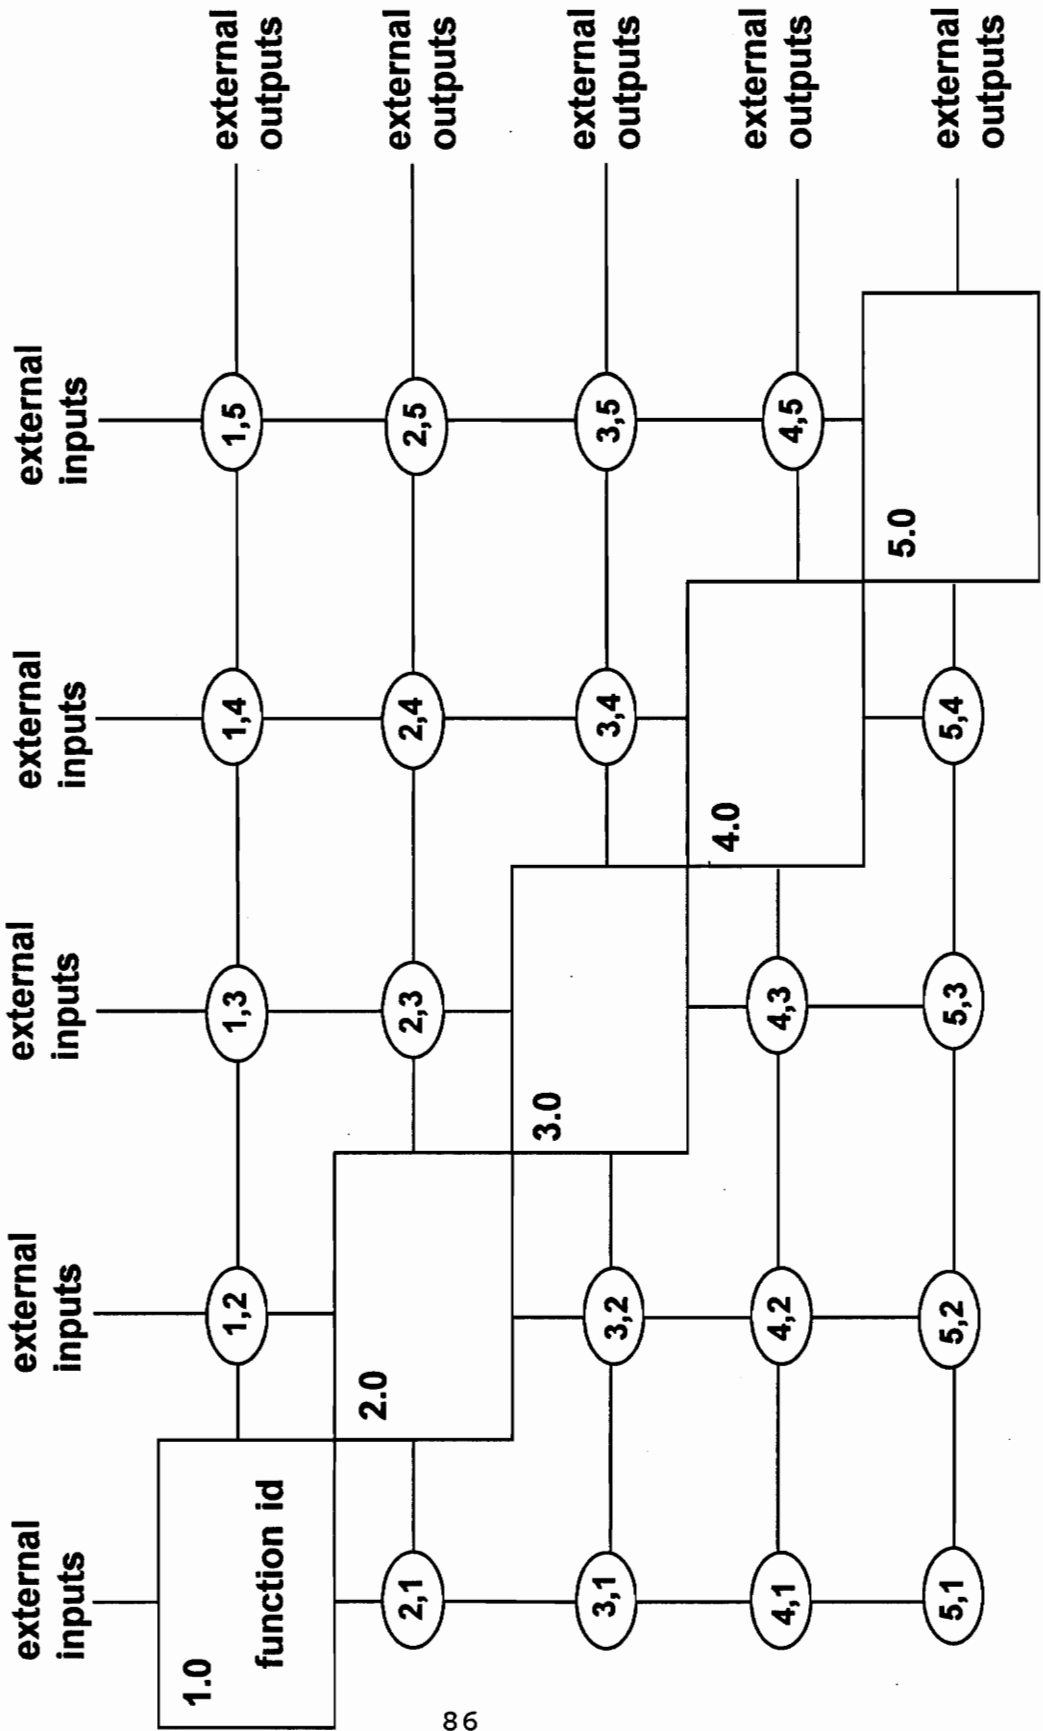 external
inputs
external
inputs
external
inputs
external
inputs
external
inputs
1.0
function id
1,2
1,3
1,4
1,5
external
outputs
2,1
2.0
2,3
2,4
2,5
external
outputs
3,1
3,2
3.0
3,4
3,5
external
outputs
4,1
4,2
4,3
4.0
4,5
external
outputs
5,1
5,2
5,3
5,4
5.0
external
outputs
86